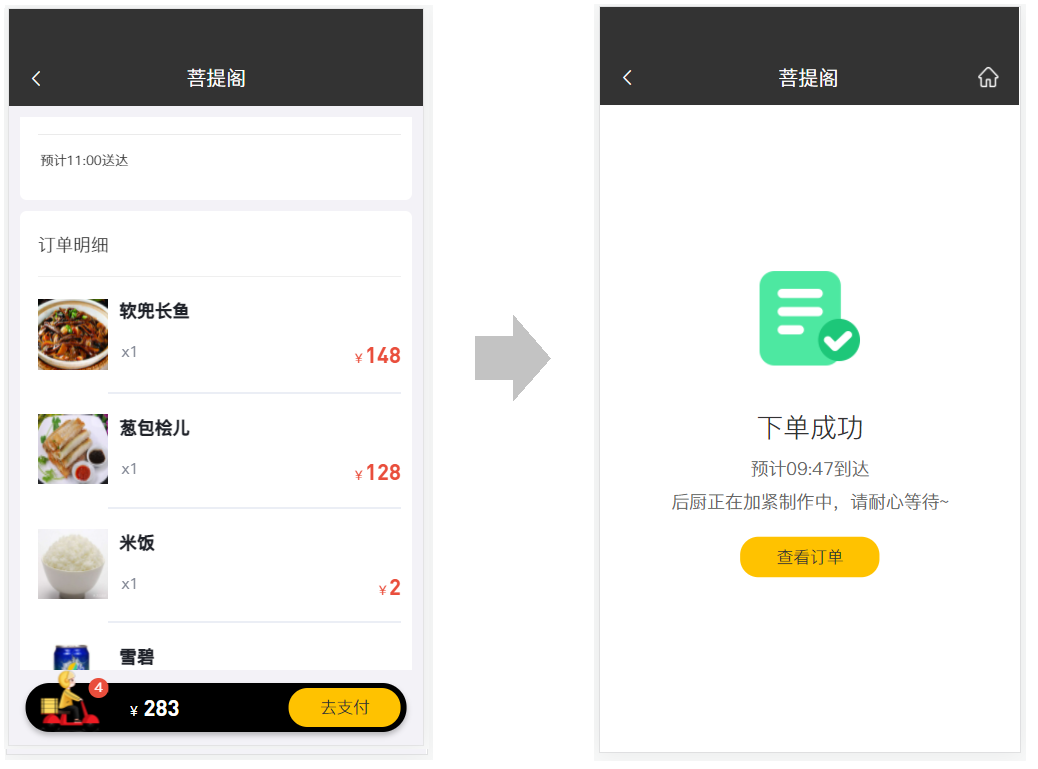 菩提阁
预计11:00送达
订单明细
软兜长鱼
x1
¥148
葱包桧儿
x1
¥128
米饭
x1
¥2
雪碧
4
¥ 283
去支付
菩提阁
下单成功
预计09:47到达
后厨正在加紧制作中，请耐心等待~
查看订单